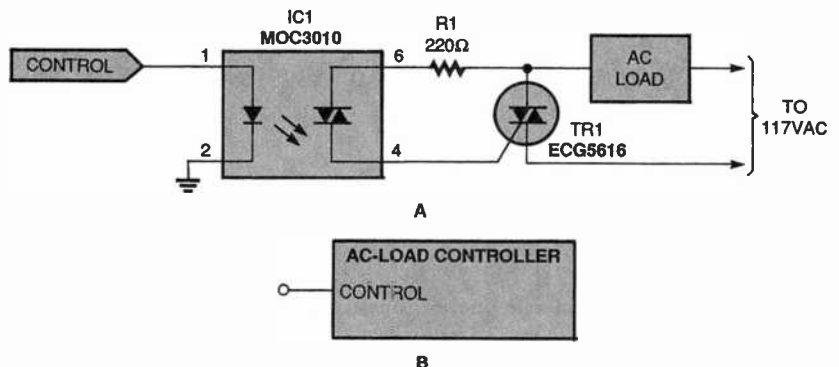 IC1
MOC3010
R1
220Ω
CONTROL
1
6
AC
LOAD
TO
117VAC
TR1
ECG5616
2
4
A
AC-LOAD CONTROLLER
CONTROL
B